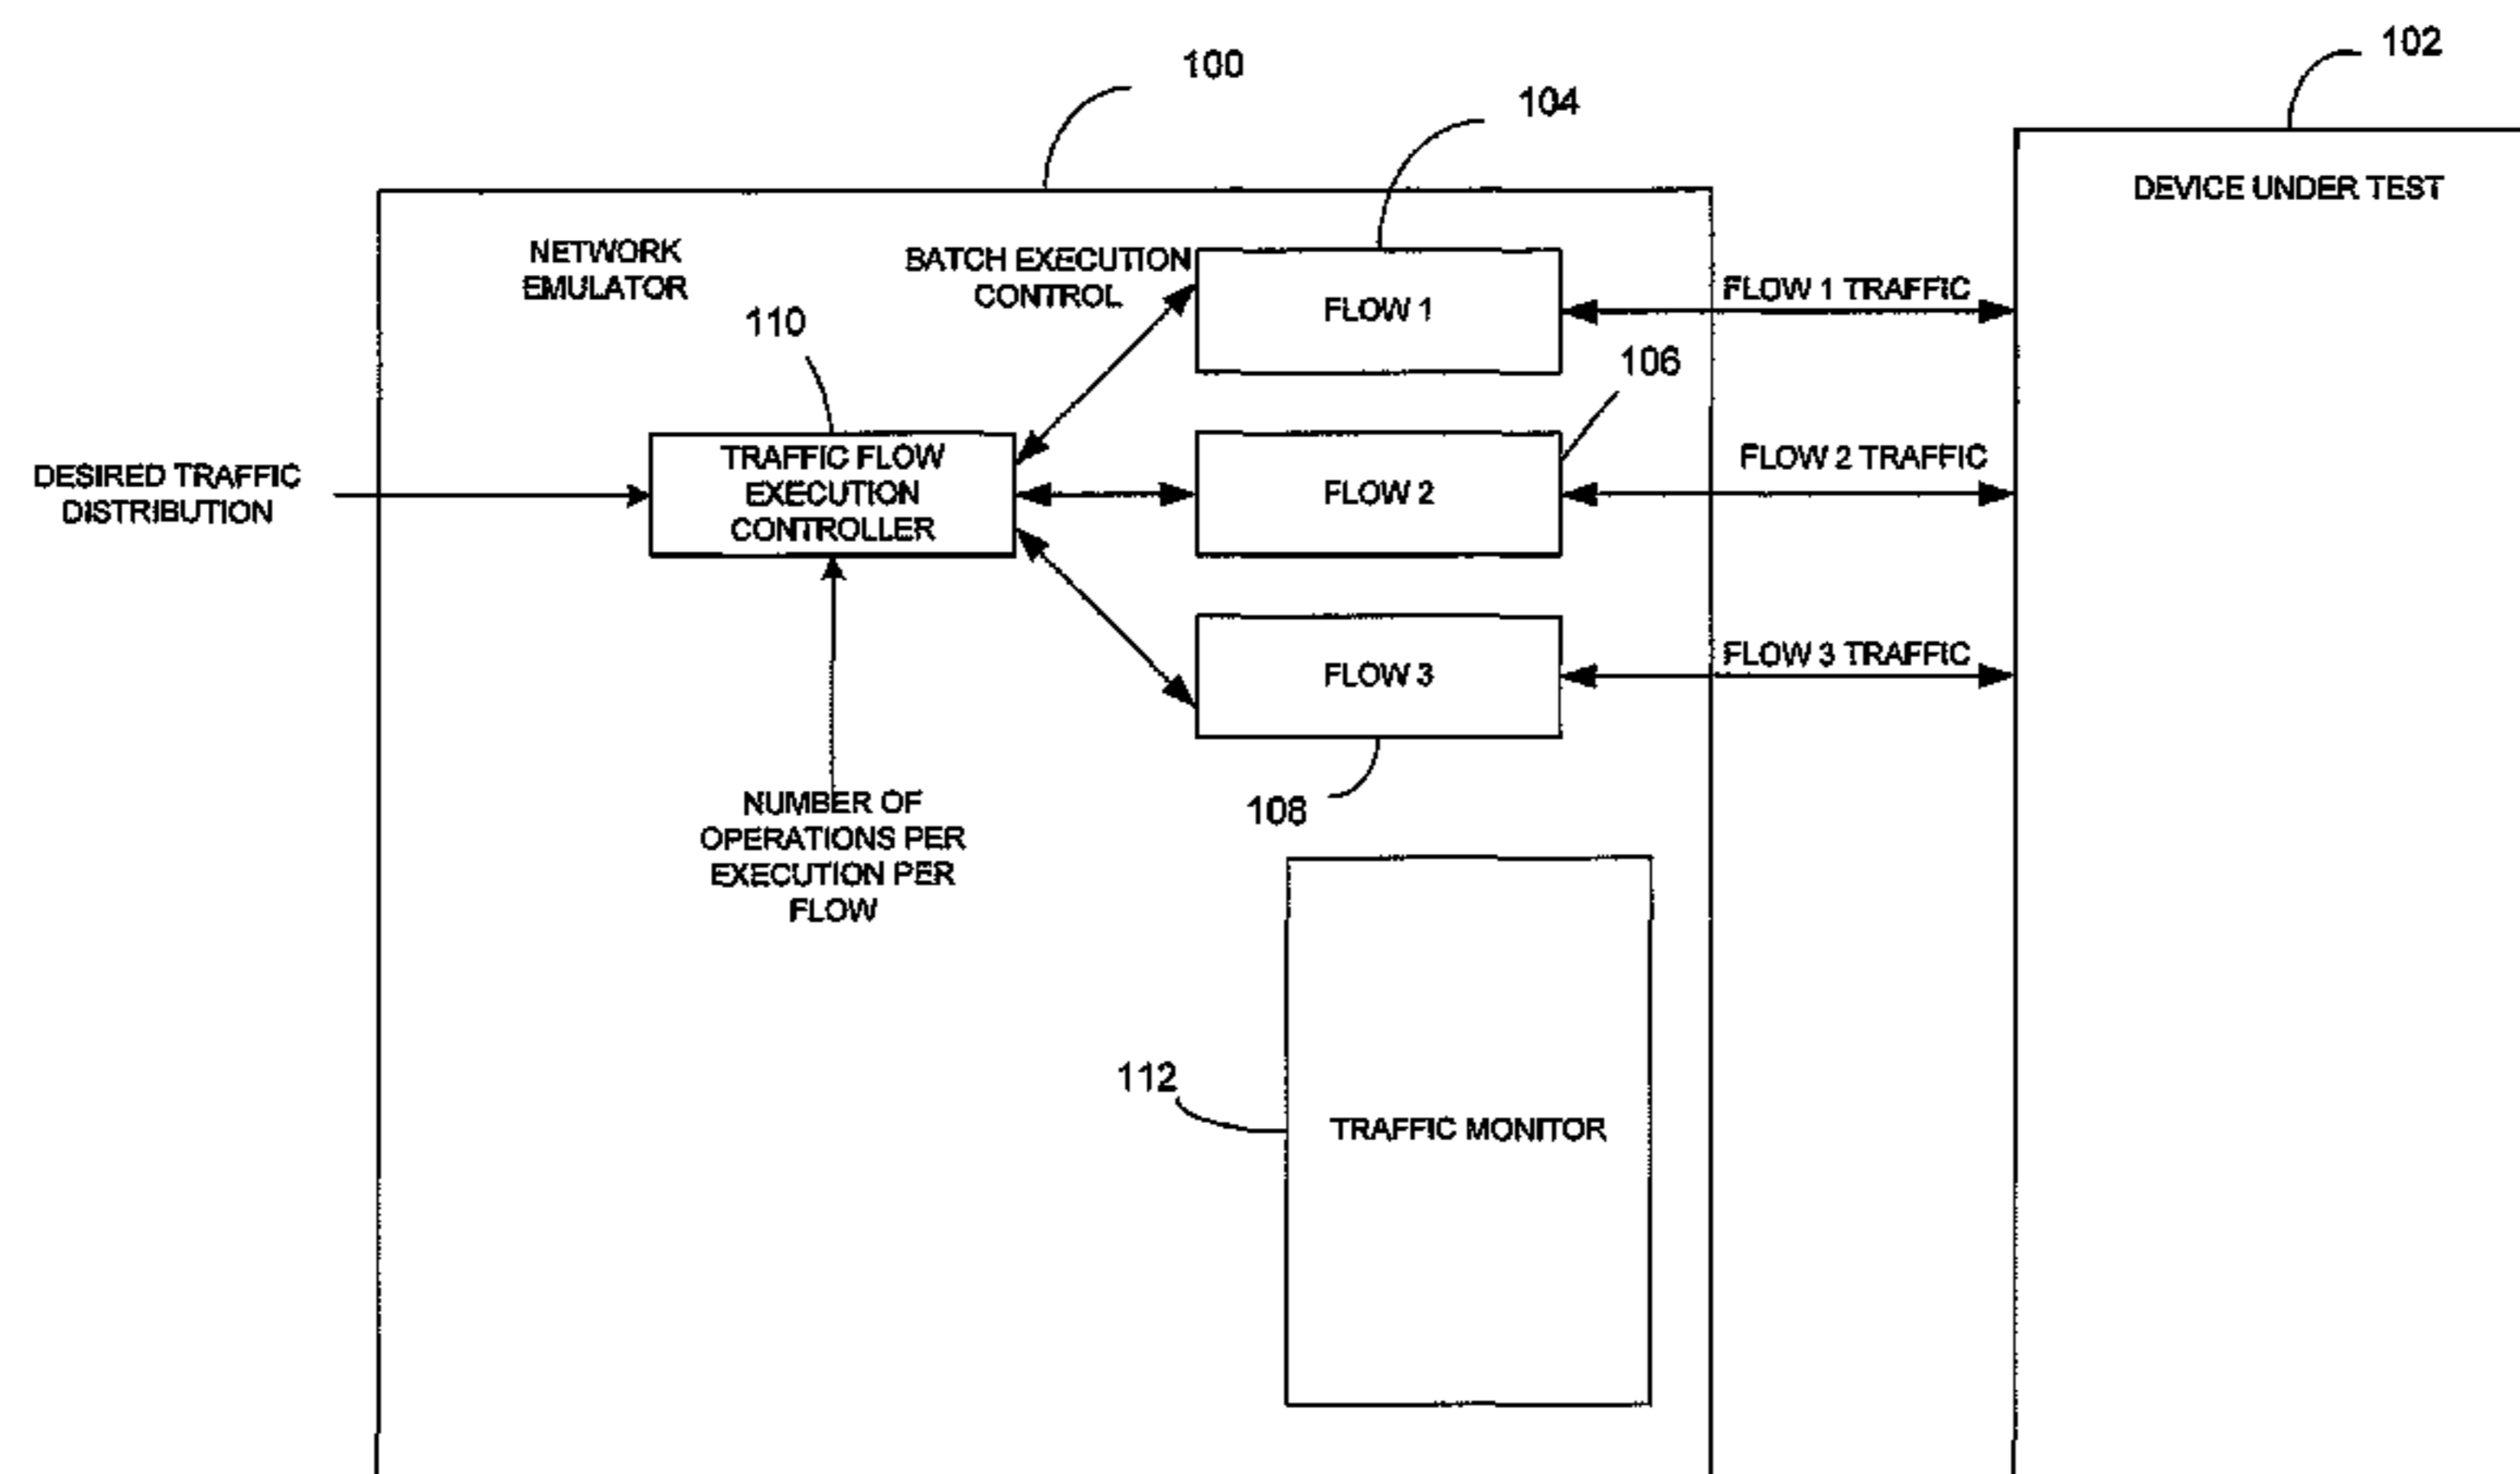 100
102
104
DEVICE UNDER TEST
NETWORK
EMULATOR
BATCH EXECUTION
CONTROL
FLOW 1
FLOW 1 TRAFFIC
110
106
TRAFFIC FLOW
EXECUTION
CONTROLLER
DESIRED TRAFFIC
DISTRIBUTION
FLOW 2
FLOW 2 TRAFFIC
FLOW 3
FLOW 3 TRAFFIC
108
NUMBER OF
OPERATIONS PER
EXECUTION PER
FLOW
112
TRAFFIC MONITOR